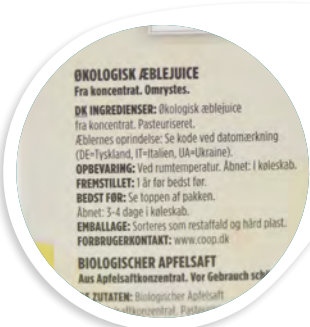 ØKOLOGISK ÆBLEJUICE
Fra koncentrat. Omrystes.
DK INGREDIENSER: Økologisk æblejuice
fra koncentrat. Pasteuriseret.
Æblernes oprindelse: Se kode ved datomærkning
(DE=Tyskland, IT=Italien, UA=Ukraine).
OPBEVARING: Ved rumtemperatur. Åbnet: I køleskab.
FREMSTILLET: 1 år før bedst før.
BEDST FØR: Se toppen af pakken.
Åbnet: 3-4 dage i køleskab.
EMBALLAGE: Sorteres som restaffald og hård plast.
FORBRUGERKONTAKT: www.coop.dk
BIOLOGISCHER APFELSAFT
Aus Apfelsaftkonzentrat. Vor Gebrauch
ZUTATEN: Biologischer Apfelsaft